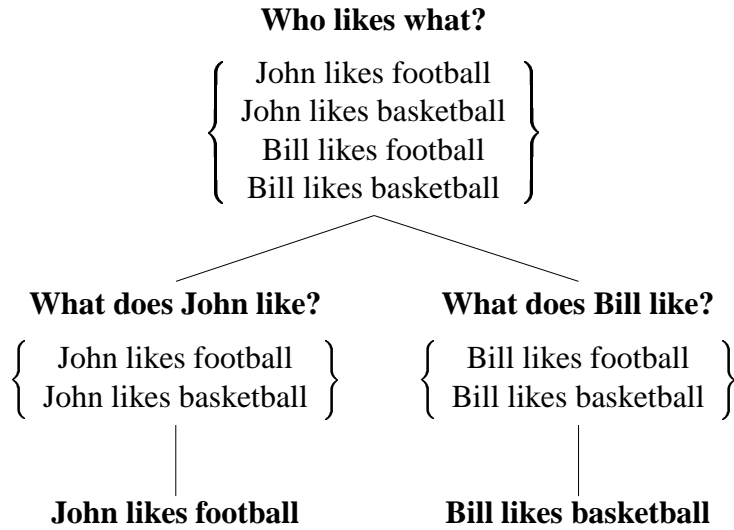 Who likes what?
John likes football
John likes basketball
Bill likes football
Bill likes basketball
What does John like?
What does Bill like?
John likes football
John likes basketball
Bill likes football
Bill likes basketball
John likes football
Bill likes basketball